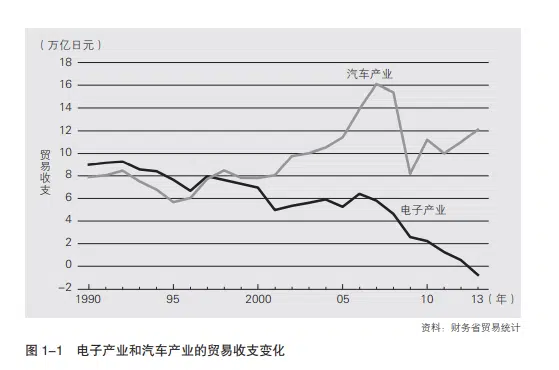 （万亿日元）
18
16
14
12
10
8
6
4
2
0
−2
贸易收支
汽车产业
电子产业
1990 95 2000 05 10 13（年）
资料：财务省贸易统计
图 1–1 电子产业和汽车产业的贸易收支变化